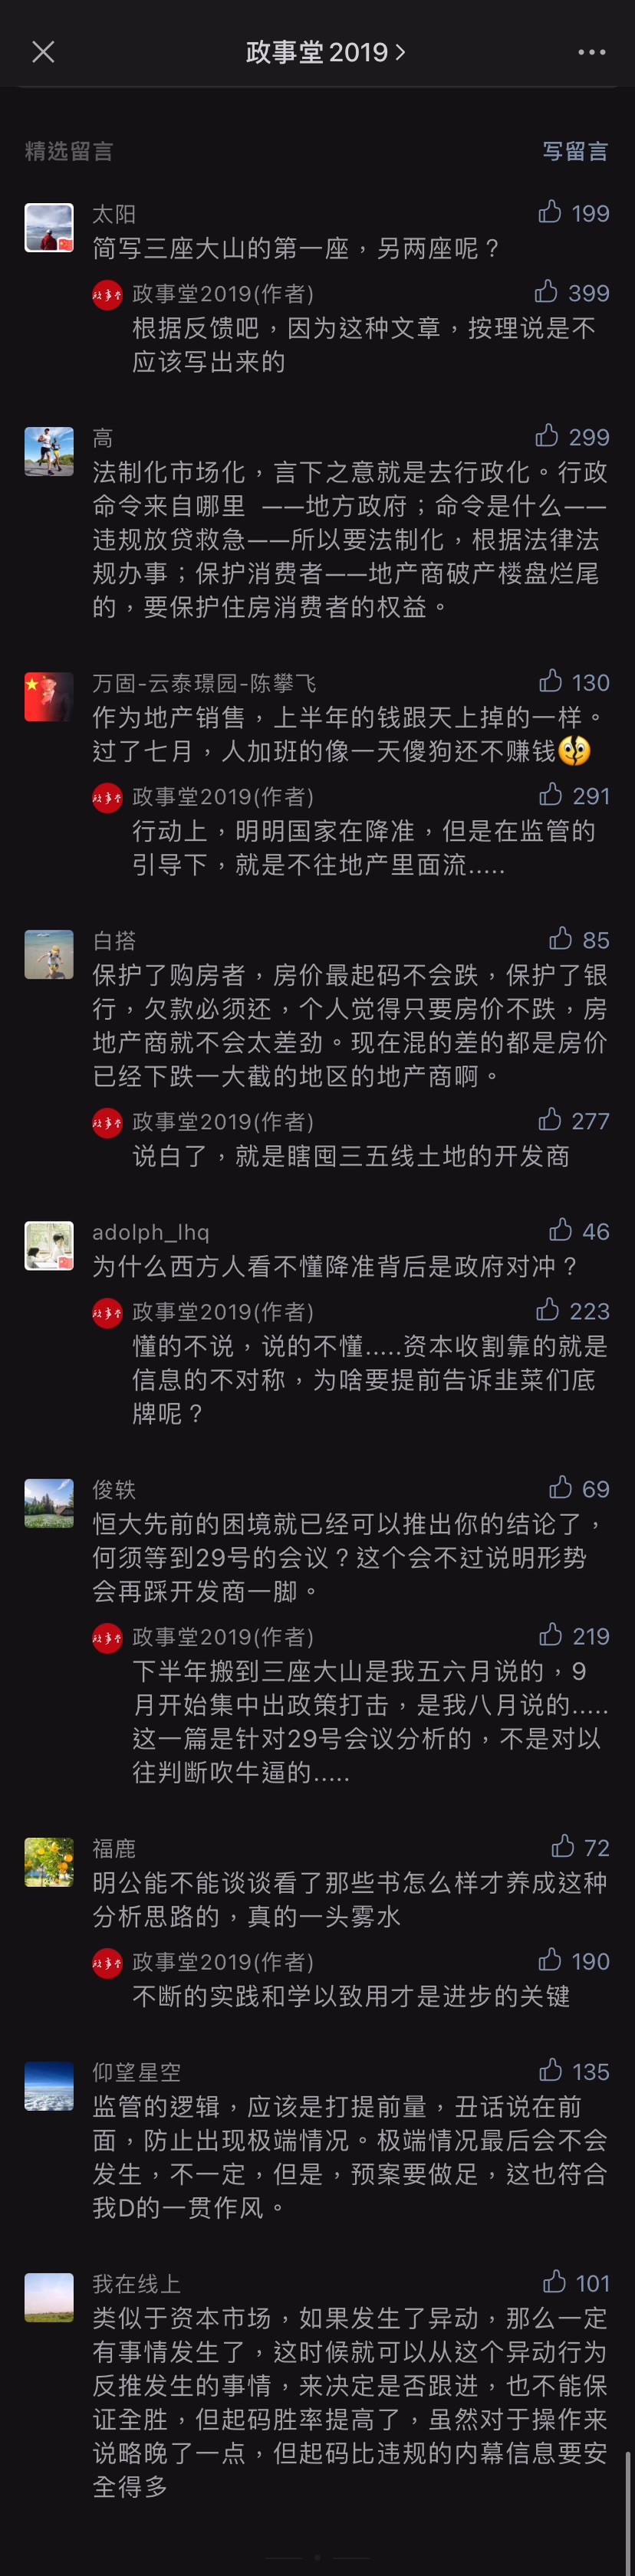 政事堂2019
精选留言
写留言
太阳
199
简写三座大山的第一座，另两座呢？
政事堂2019(作者)
399
根据反馈吧，因为这种文章，按理说是不
应该写出来的
高
299
法制化市场化，言下之意就是去行政化。行政
命令来自哪里 ——地方政府；命令是什么——
违规放贷救急——所以要法制化，根据法律法
规办事；保护消费者——地产商破产楼盘烂尾
的，要保护住房消费者的权益。
万固-云泰璟园-陈攀飞
130
作为地产销售，上半年的钱跟天上掉的一样。
过了七月，人加班的像一天傻狗还不赚钱
政事堂2019(作者)
291
行动上，明明国家在降准，但是在监管的
引导下，就是不往地产里面流.....
白搭
85
保护了购房者，房价最起码不会跌，保护了银
行，欠款必须还，个人觉得只要房价不跌，房
地产商就不会太差劲。现在混的差的都是房价
已经下跌一大截的地区的地产商啊。
政事堂2019(作者)
277
说白了，就是瞎囤三五线土地的开发商
adolph_lhq
46
为什么西方人看不懂降准背后是政府对冲？
政事堂2019(作者)
223
懂的不说，说的不懂.....资本收割靠的就是
信息的不对称，为啥要提前告诉韭菜们底
牌呢？
俊轶
69
恒大先前的困境就已经可以推出你的结论了，
何须等到29号的会议？这个会不过说明形势
会再踩开发商一脚。
政事堂2019(作者)
219
下半年搬到三座大山是我五六月说的，9
月开始集中出政策打击，是我八月说的.....
这一篇是针对29号会议分析的，不是对以
往判断吹牛逼的.....
福鹿
72
明公能不能谈谈看了那些书怎么样才养成这种
分析思路的，真的一头雾水
政事堂2019(作者)
190
不断的实践和学以致用才是进步的关键
仰望星空
135
监管的逻辑，应该是打提前量，丑话说在前
面，防止出现极端情况。极端情况最后会不会
发生，不一定，但是，预案要做足，这也符合
我D的一贯作风。
我在线上
101
类似于资本市场，如果发生了异动，那么一定
有事情发生了，这时候就可以从这个异动行为
反推发生的事情，来决定是否跟进，也不能保
证全胜，但起码胜率提高了，虽然对于操作来
说略晚了一点，但起码比违规的内幕信息要安
全得多